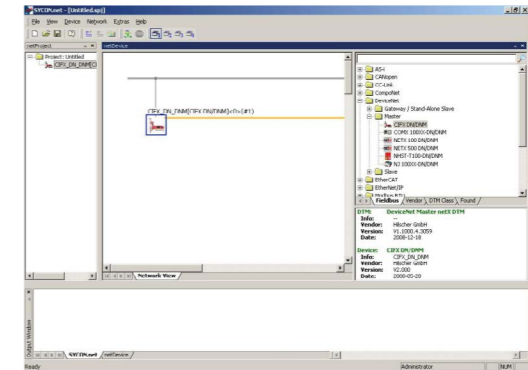 SYCON.net - [Untitled.spj]
File View Device Network Extras Help
netProject
netDevice
Project: Untitled
CIFX_DN_DNM[CI
CIFX_DN_DNM[CIFX DN/DNM]<0>(#1)
Network View
AS-i
CANopen
CC-Link
CompoNet
DeviceNet
Gateway / Stand-Alone Slave
Master
CIFX DN/DNM
COMX 100XX-DN/DNM
NETX 100 DN/DNM
NETX 500 DN/DNM
NHST-T100-DN/DNM
NJ 100XX-DN/DNM
Slave
EtherCAT
EtherNet/IP
Modbus RTU
Fieldbus Vendor DTM Class Found
DTM: DeviceNet Master netX DTM
Info: --
Vendor: Hilscher GmbH
Version: V1.1000.4.3059
Date: 2008-12-18
Device: CIFX DN/DNM
Info: CIFX_DN_DNM
Vendor: Hilscher GmbH
Version: V2.000
Date: 2008-05-20
Output Window
SYCON.net netDevice
Ready
Administrator NUM